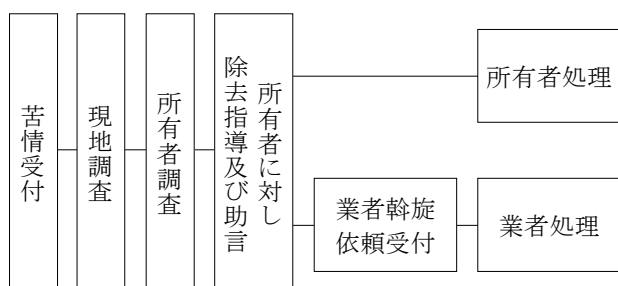 苦情受付
現地調査
所有者調査
所有者に対し
除去指導及び助言
所有者処理
業者斡旋
依頼受付
業者処理